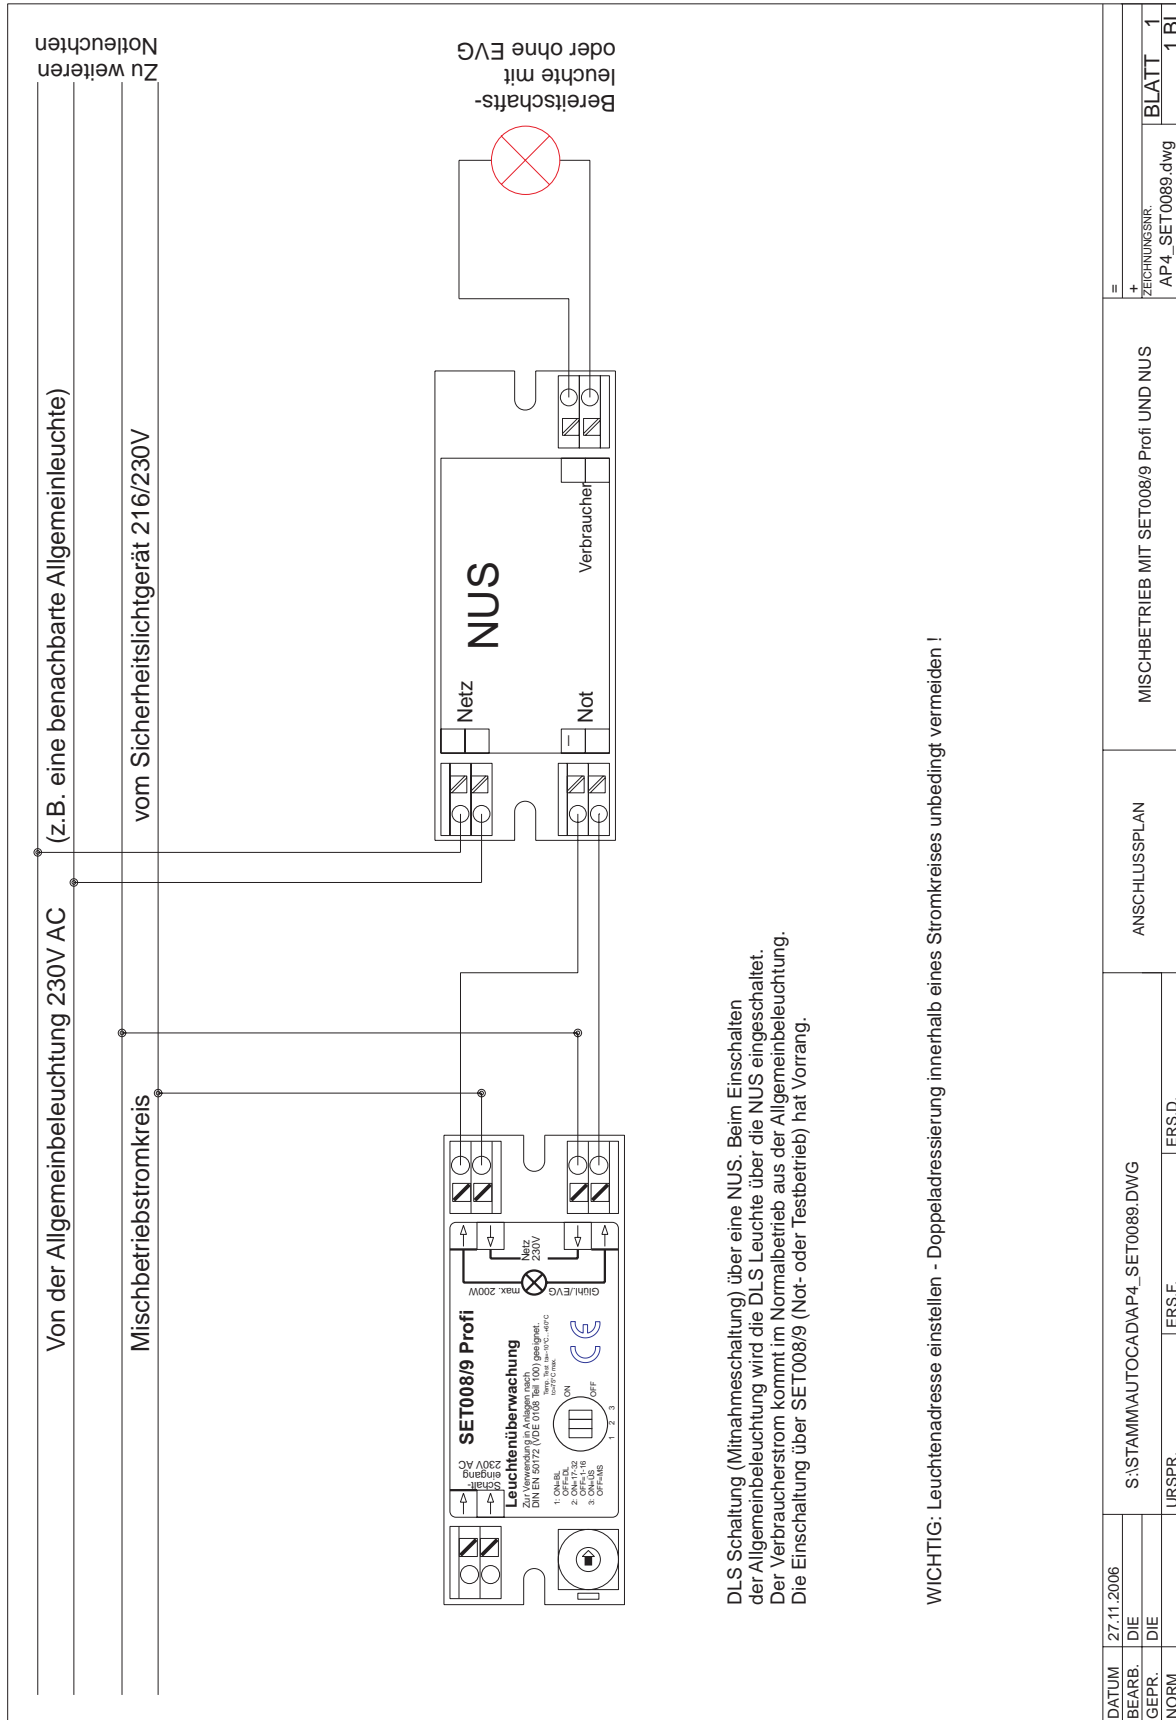 Zu weiteren
Notleuchten
Von der Allgemeinbeleuchtung 230V AC (z.B. eine benachbarte Allgemeinleuchte)
Mischbetriebstromkreis vom Sicherheitslichtgerät 216/230V
Bereitschafts-
leuchte mit
oder ohne EVG
Schalt-
eingang
230V AC
SET008/9 Profi
Leuchtenüberwachung
Zur Verwendung in Anlagen nach
DIN EN 50172 (VDE 0108 Teil 100) geeignet.
1: ON=BL
OFF=DL
2: ON=17-32
OFF=1-16
3: ON=ÜS
OFF=MS
ON
OFF
1 2 3
CE
max. 200W
Glühl./EVG
Netz
230V
NUS
Netz
Not
Verbraucher
DLS Schaltung (Mitnahmeschaltung) über eine NUS. Beim Einschalten
der Allgemeinbeleuchtung wird die DLS Leuchte über die NUS eingeschaltet.
Der Verbraucherstrom kommt im Normalbetrieb aus der Allgemeinbeleuchtung.
Die Einschaltung über SET008/9 (Not- oder Testbetrieb) hat Vorrang.
WICHTIG: Leuchtenadresse einstellen - Doppeladressierung innerhalb eines Stromkreises unbedingt vermeiden !
DATUM 27.11.2006
BEARB. DIE
GEPR. DIE
NORM
S:\STAMM\AUTOCAD\AP4_SET0089.DWG
URSPR. ERS.F. ERS.D.
ANSCHLUSSPLAN
MISCHBETRIEB MIT SET008/9 Profi UND NUS
=
+
ZEICHNUNGSNR.
AP4_SET0089.dwg
BLATT 1
1 BL